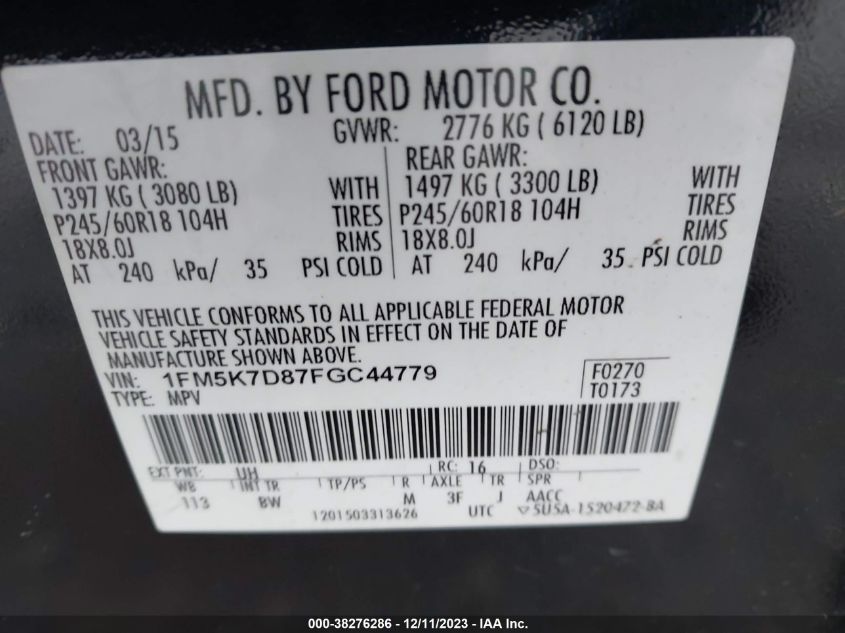 MFD. BY FORD MOTOR CO.
DATE: 03/15 GVWR: 2776 KG ( 6120 LB)
FRONT GAWR: REAR GAWR:
1397 KG ( 3080 LB) WITH 1497 KG ( 3300 LB) WITH
P245/60R18 104H TIRES P245/60R18 104H TIRES
18X8.0J RIMS 18X8.0J RIMS
AT 240 kPa/ 35 PSI COLD AT 240 kPa/ 35 PSI COLD
THIS VEHICLE CONFORMS TO ALL APPLICABLE FEDERAL MOTOR
VEHICLE SAFETY STANDARDS IN EFFECT ON THE DATE OF
MANUFACTURE SHOWN ABOVE.
VIN: 1FM5K7D87FGC44779 F0270
TYPE: MPV T0173
EXT PNT: UH RC: 16 DSO:
WB INT TR TP/PS R AXLE TR SPR
113 BW M 3F J AACC
1201503313626 UTC ▽5U5A-1520472-BA
000-38276286 - 12/11/2023 - IAA Inc.